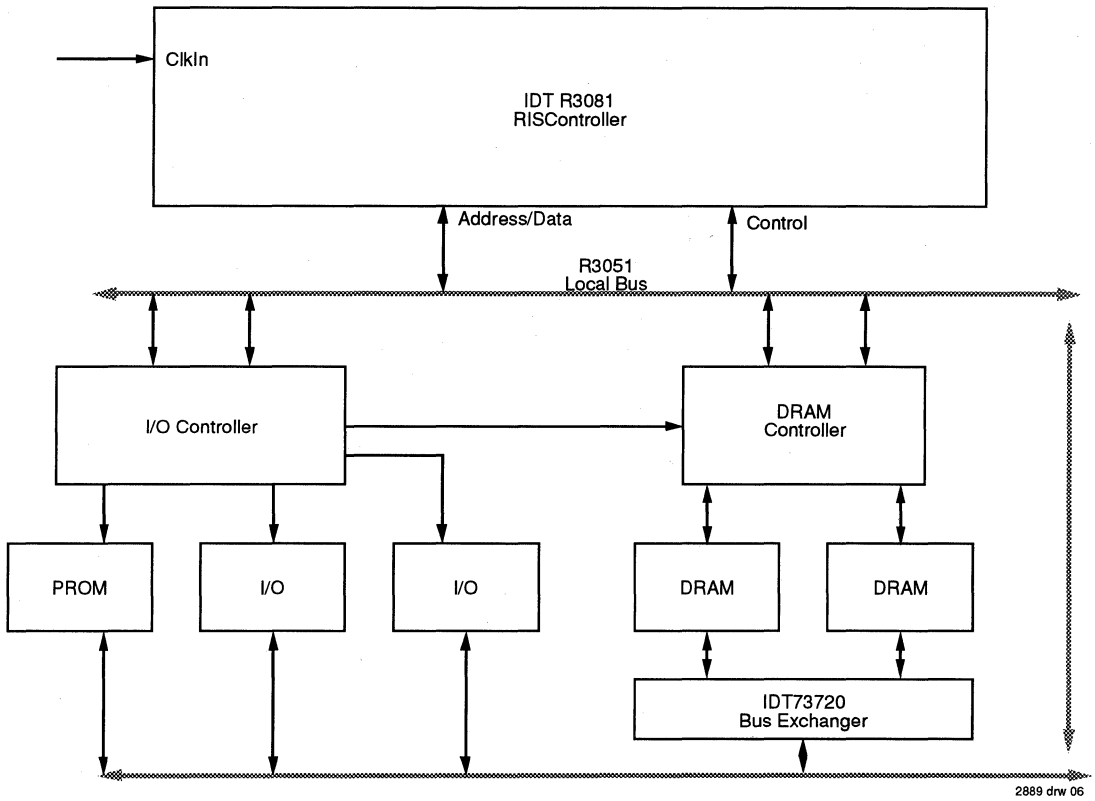 ClkIn
IDT R3081
RISController
Address/Data
Control
R3051
Local Bus
I/O Controller
DRAM
Controller
PROM
I/O
I/O
DRAM
DRAM
IDT73720
Bus Exchanger
2889 drw 06